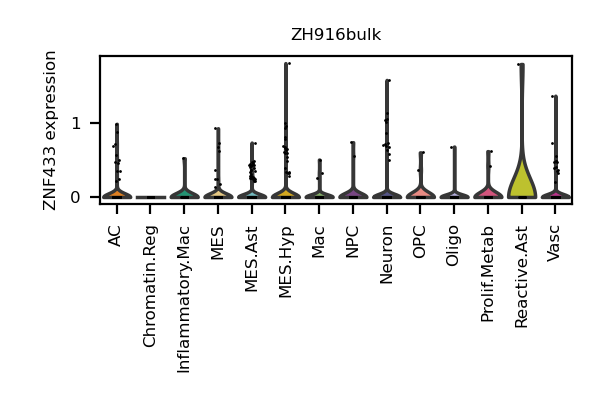 ZH916bulk
ZNF433 expression
1
0
AC
Chromatin.Reg
Inflammatory.Mac
MES
MES.Ast
MES.Hyp
Mac
NPC
Neuron
OPC
Oligo
Prolif.Metab
Reactive.Ast
Vasc